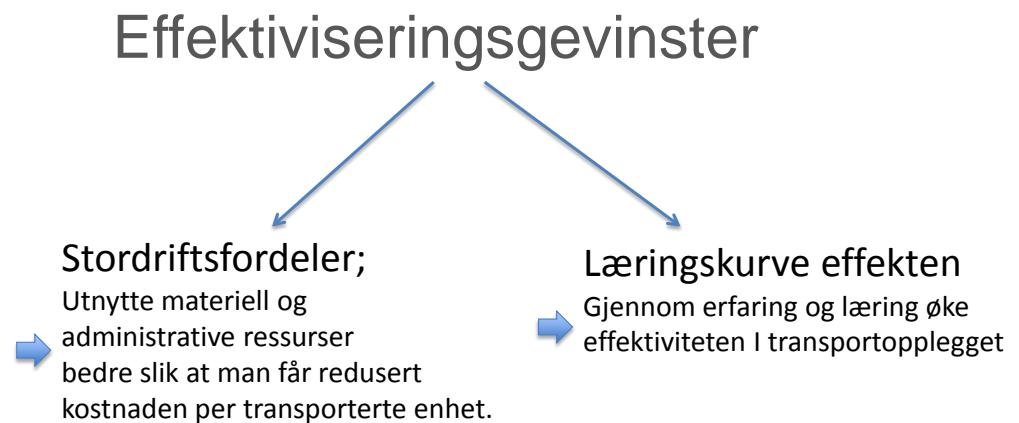 Effektiviseringsgevinster
Stordriftsfordeler;
Utnytte materiell og
administrative ressurser
bedre slik at man får redusert
kostnaden per transporterte enhet.
Læringskurve effekten
Gjennom erfaring og læring øke
effektiviteten I transportopplegget